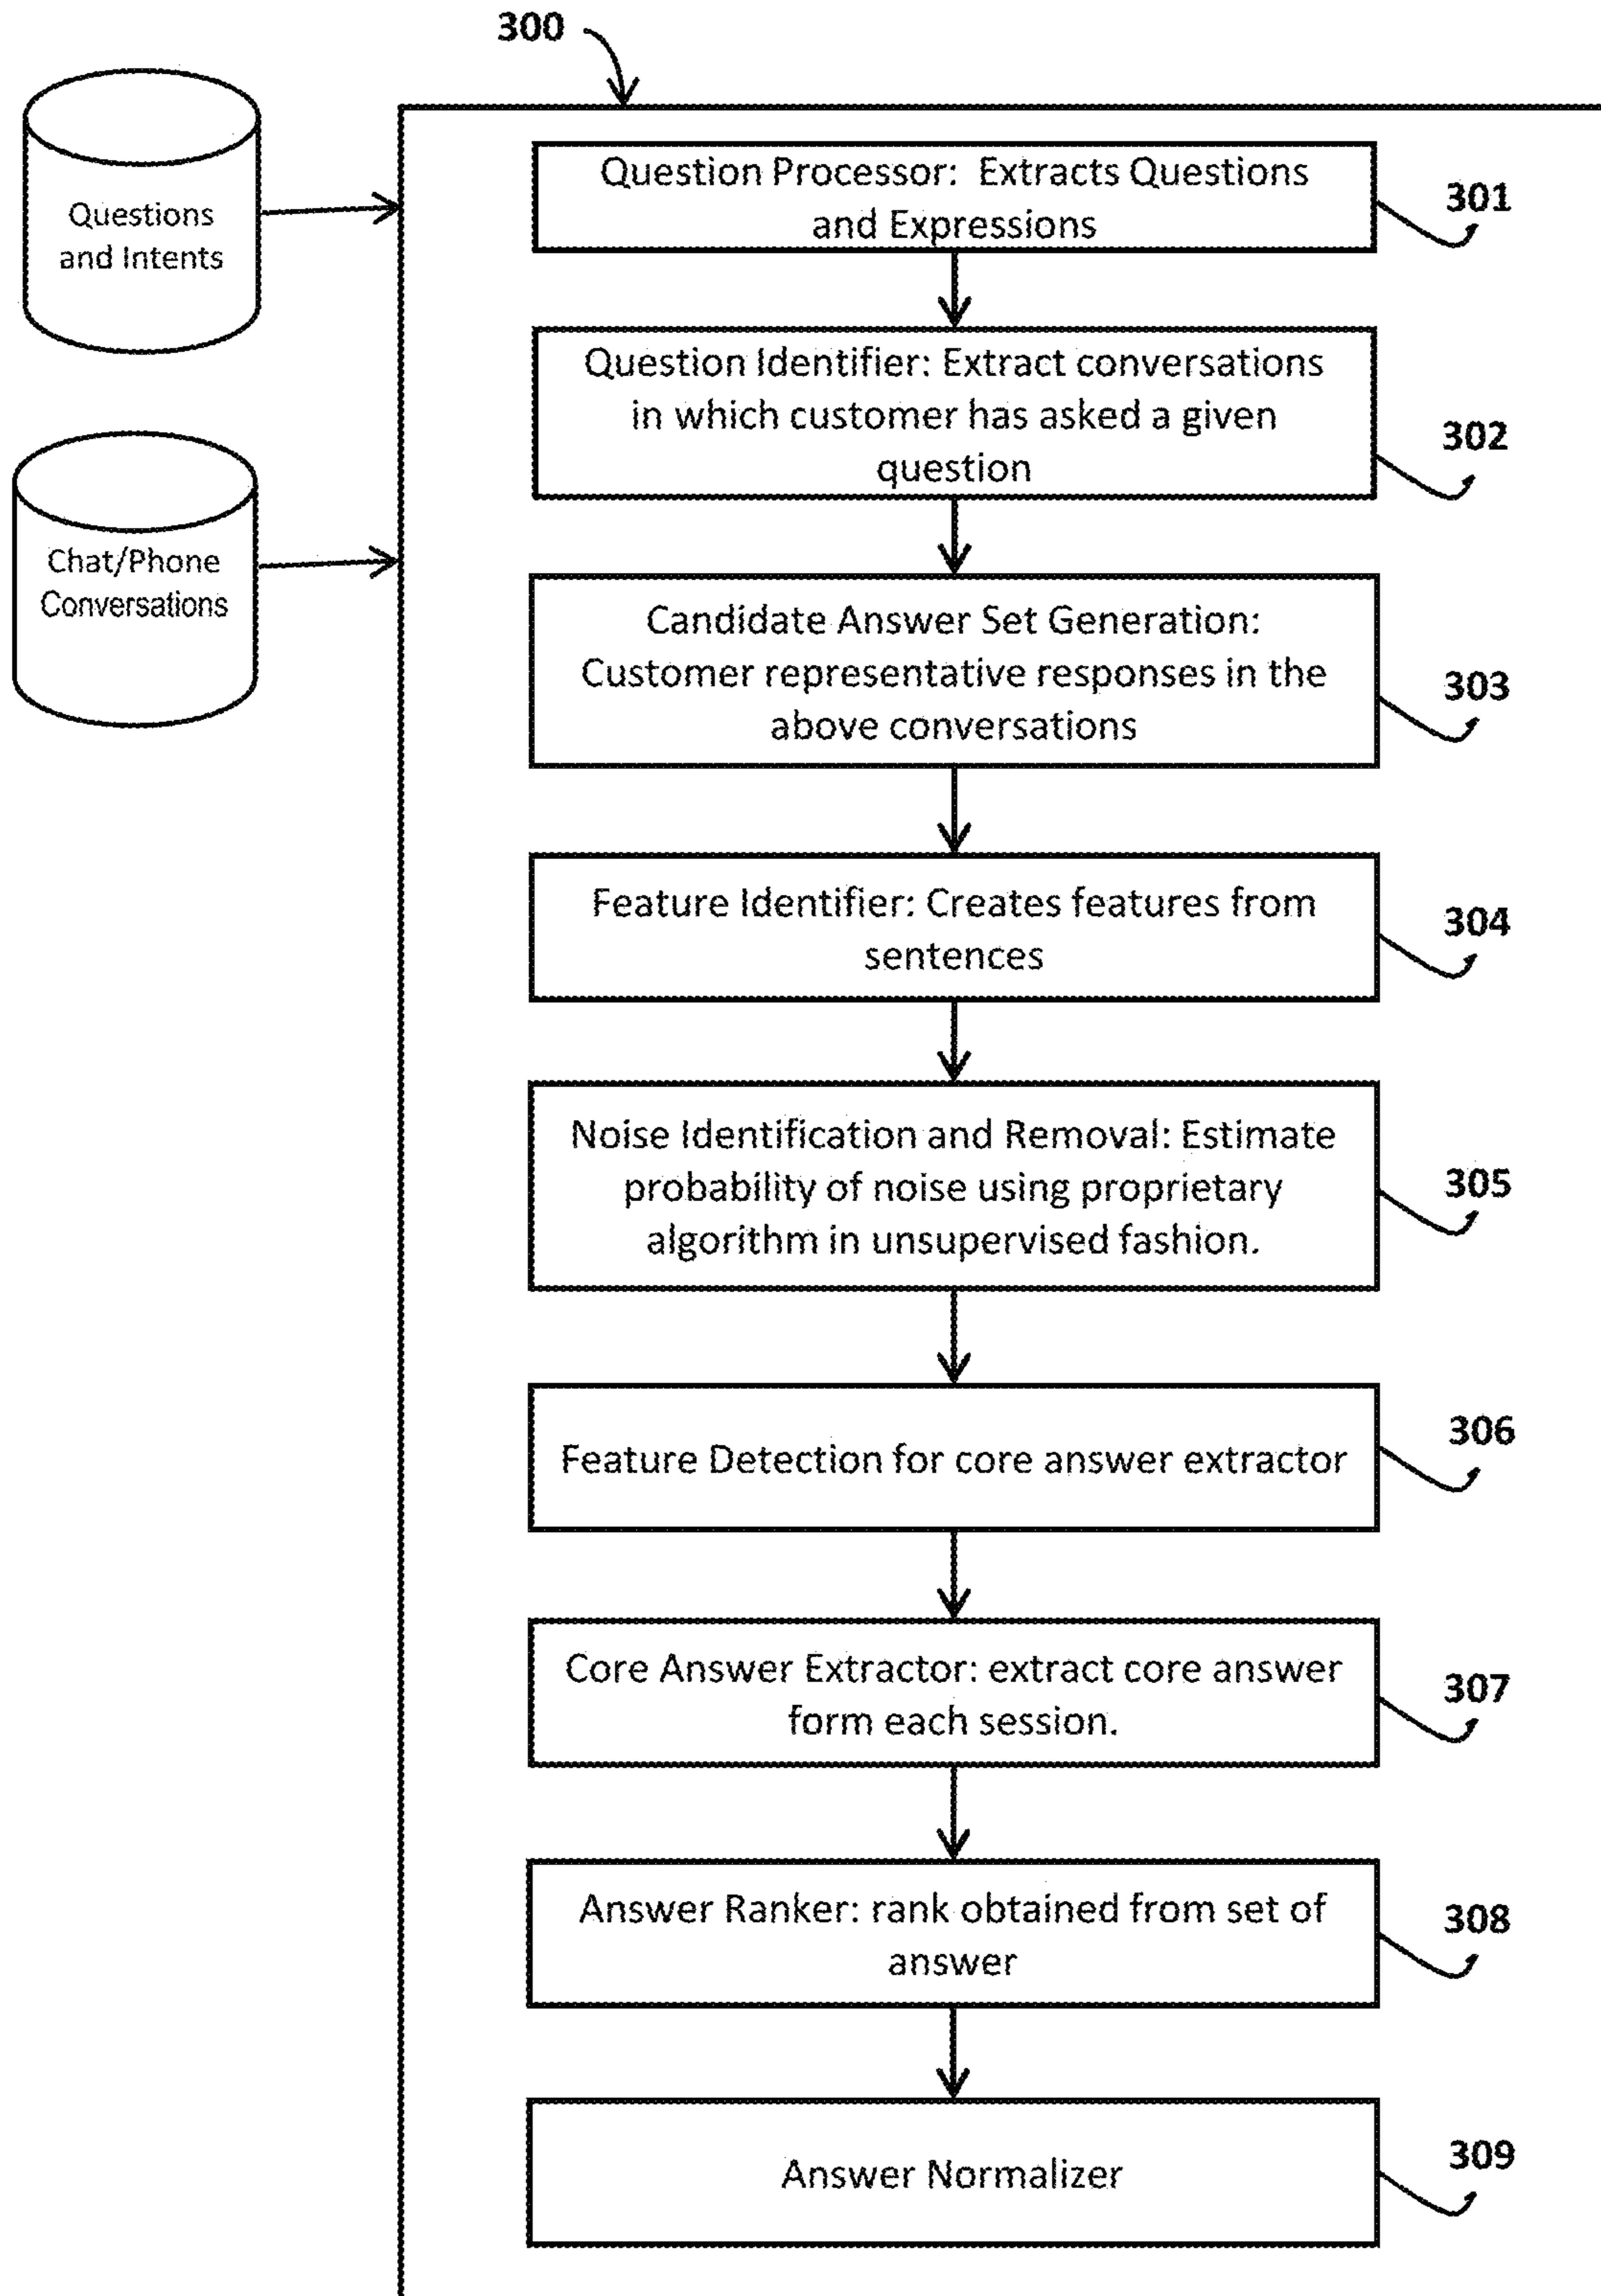 300
Questions
and Intents
Chat/Phone
Conversations
Question Processor:  Extracts Questions
and Expressions
301
Question Identifier: Extract conversations
in which customer has asked a given
question
302
Candidate Answer Set Generation:
Customer representative responses in the
above conversations
303
Feature Identifier: Creates features from
sentences
304
Noise Identification and Removal: Estimate
probability of noise using proprietary
algorithm in unsupervised fashion.
305
Feature Detection for core answer extractor
306
Core Answer Extractor: extract core answer
form each session.
307
Answer Ranker: rank obtained from set of
answer
308
Answer Normalizer
309